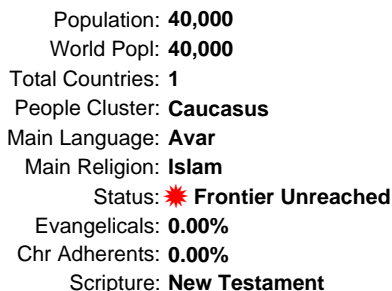 Population: 40,000
World Popl: 40,000
Total Countries: 1
People Cluster: Caucasus
Main Language: Avar
Main Religion: Islam
Status: Frontier Unreached
Evangelicals: 0.00%
Chr Adherents: 0.00%
Scripture: New Testament